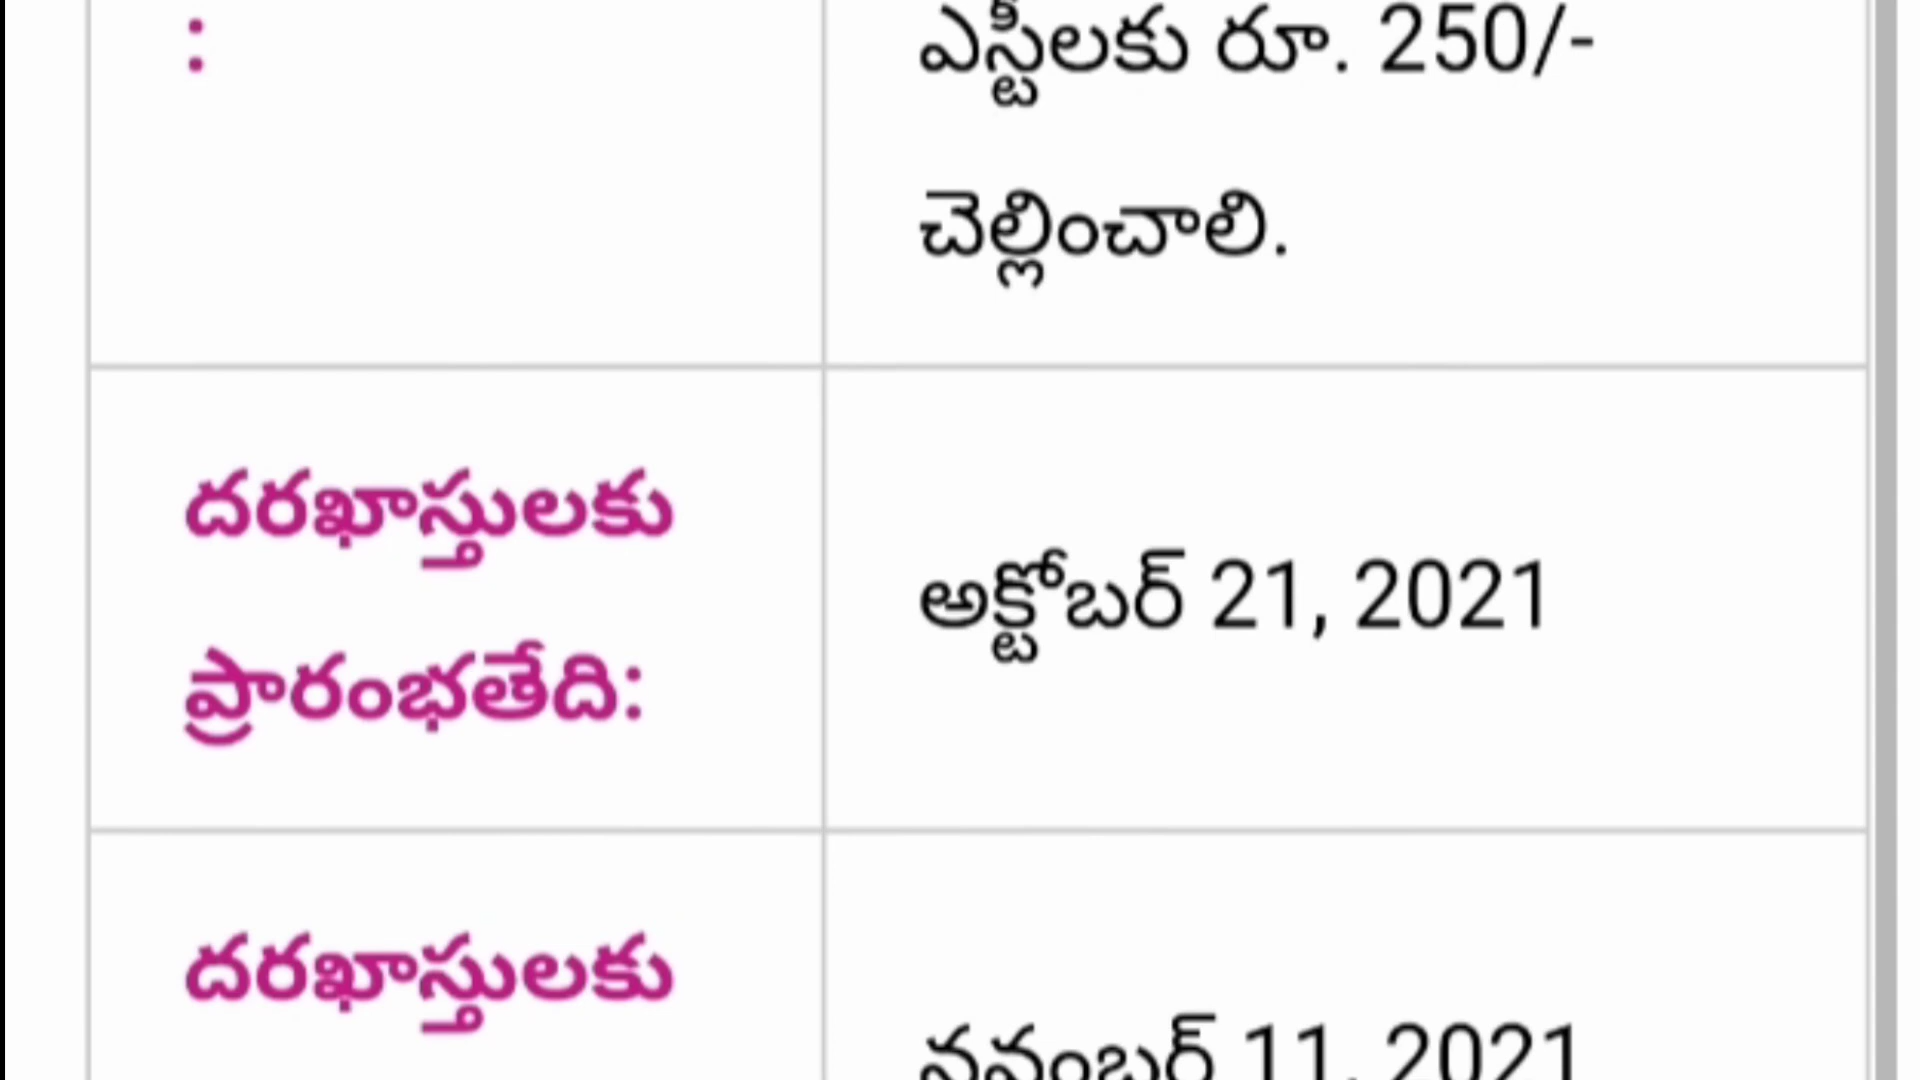 :
ఎస్టీలకు రూ. 250/-
చెల్లించాలి.
దరఖాస్తులకు
ప్రారంభతేది:
అక్టోబర్ 21, 2021
దరఖాస్తులకు
నవంబర్ 11, 2021